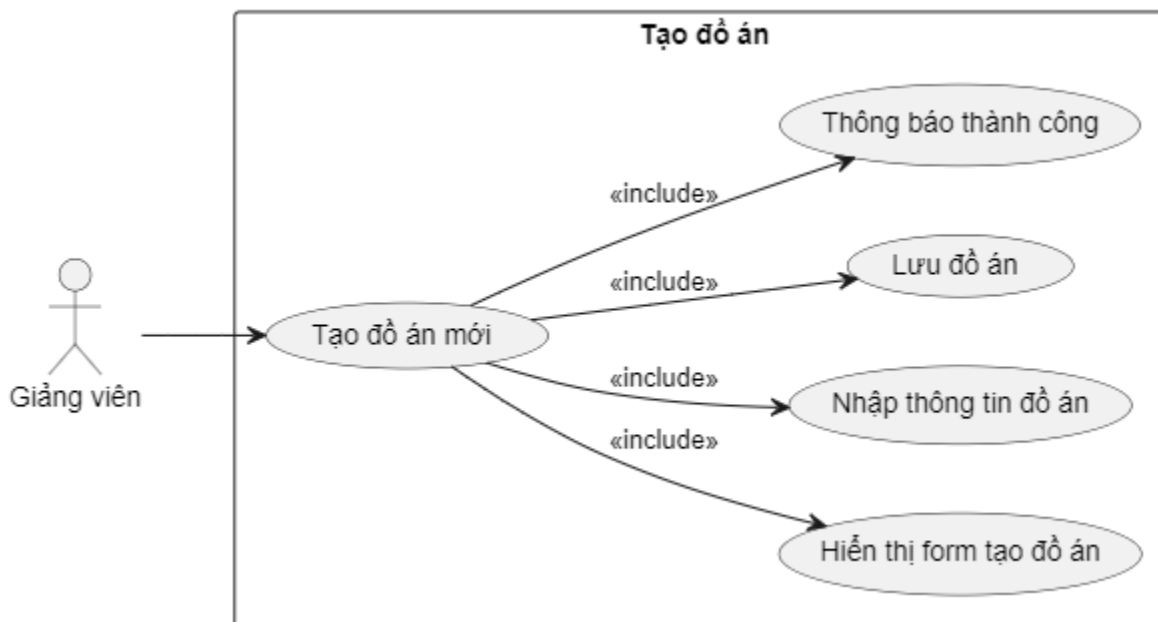 Tạo đồ án
Thông báo thành công
«include»
Lưu đồ án
«include»
Tạo đồ án mới
Giảng viên
«include»
Nhập thông tin đồ án
«include»
Hiển thị form tạo đồ án